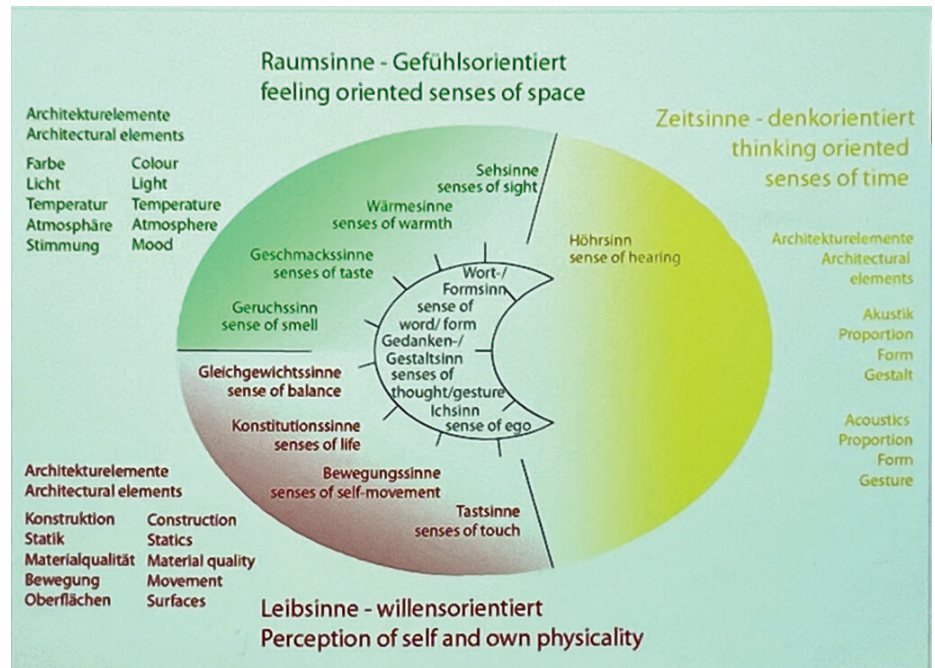 Raumsinne - Gefühlsorientiert
feeling oriented senses of space
Architekturelemente
Architectural elements
Farbe Colour
Licht Light
Temperatur Temperature
Atmosphäre Atmosphere
Stimmung Mood
Zeitsinne - denkorientiert
thinking oriented
senses of time
Sehsinne
senses of sight
Wärmesinne
senses of warmth
Geschmackssinne
senses of taste
Geruchssinn
sense of smell
Höhrsinn
sense of hearing
Architekturelemente
Architectural
elements
Akustik
Proportion
Form
Gestalt
Acoustics
Proportion
Form
Gesture
Wort-/
Formsinn
sense of
word/ form
Gedanken-/
Gestaltsinn
senses of
thought/gesture
Ichsinn
sense of ego
Gleichgewichtssinne
sense of balance
Konstitutionssinne
senses of life
Bewegungssinne
senses of self-movement
Tastsinne
senses of touch
Architekturelemente
Architectural elements
Konstruktion Construction
Statik Statics
Materialqualität Material quality
Bewegung Movement
Oberflächen Surfaces
Leibsinne - willensorientiert
Perception of self and own physicality